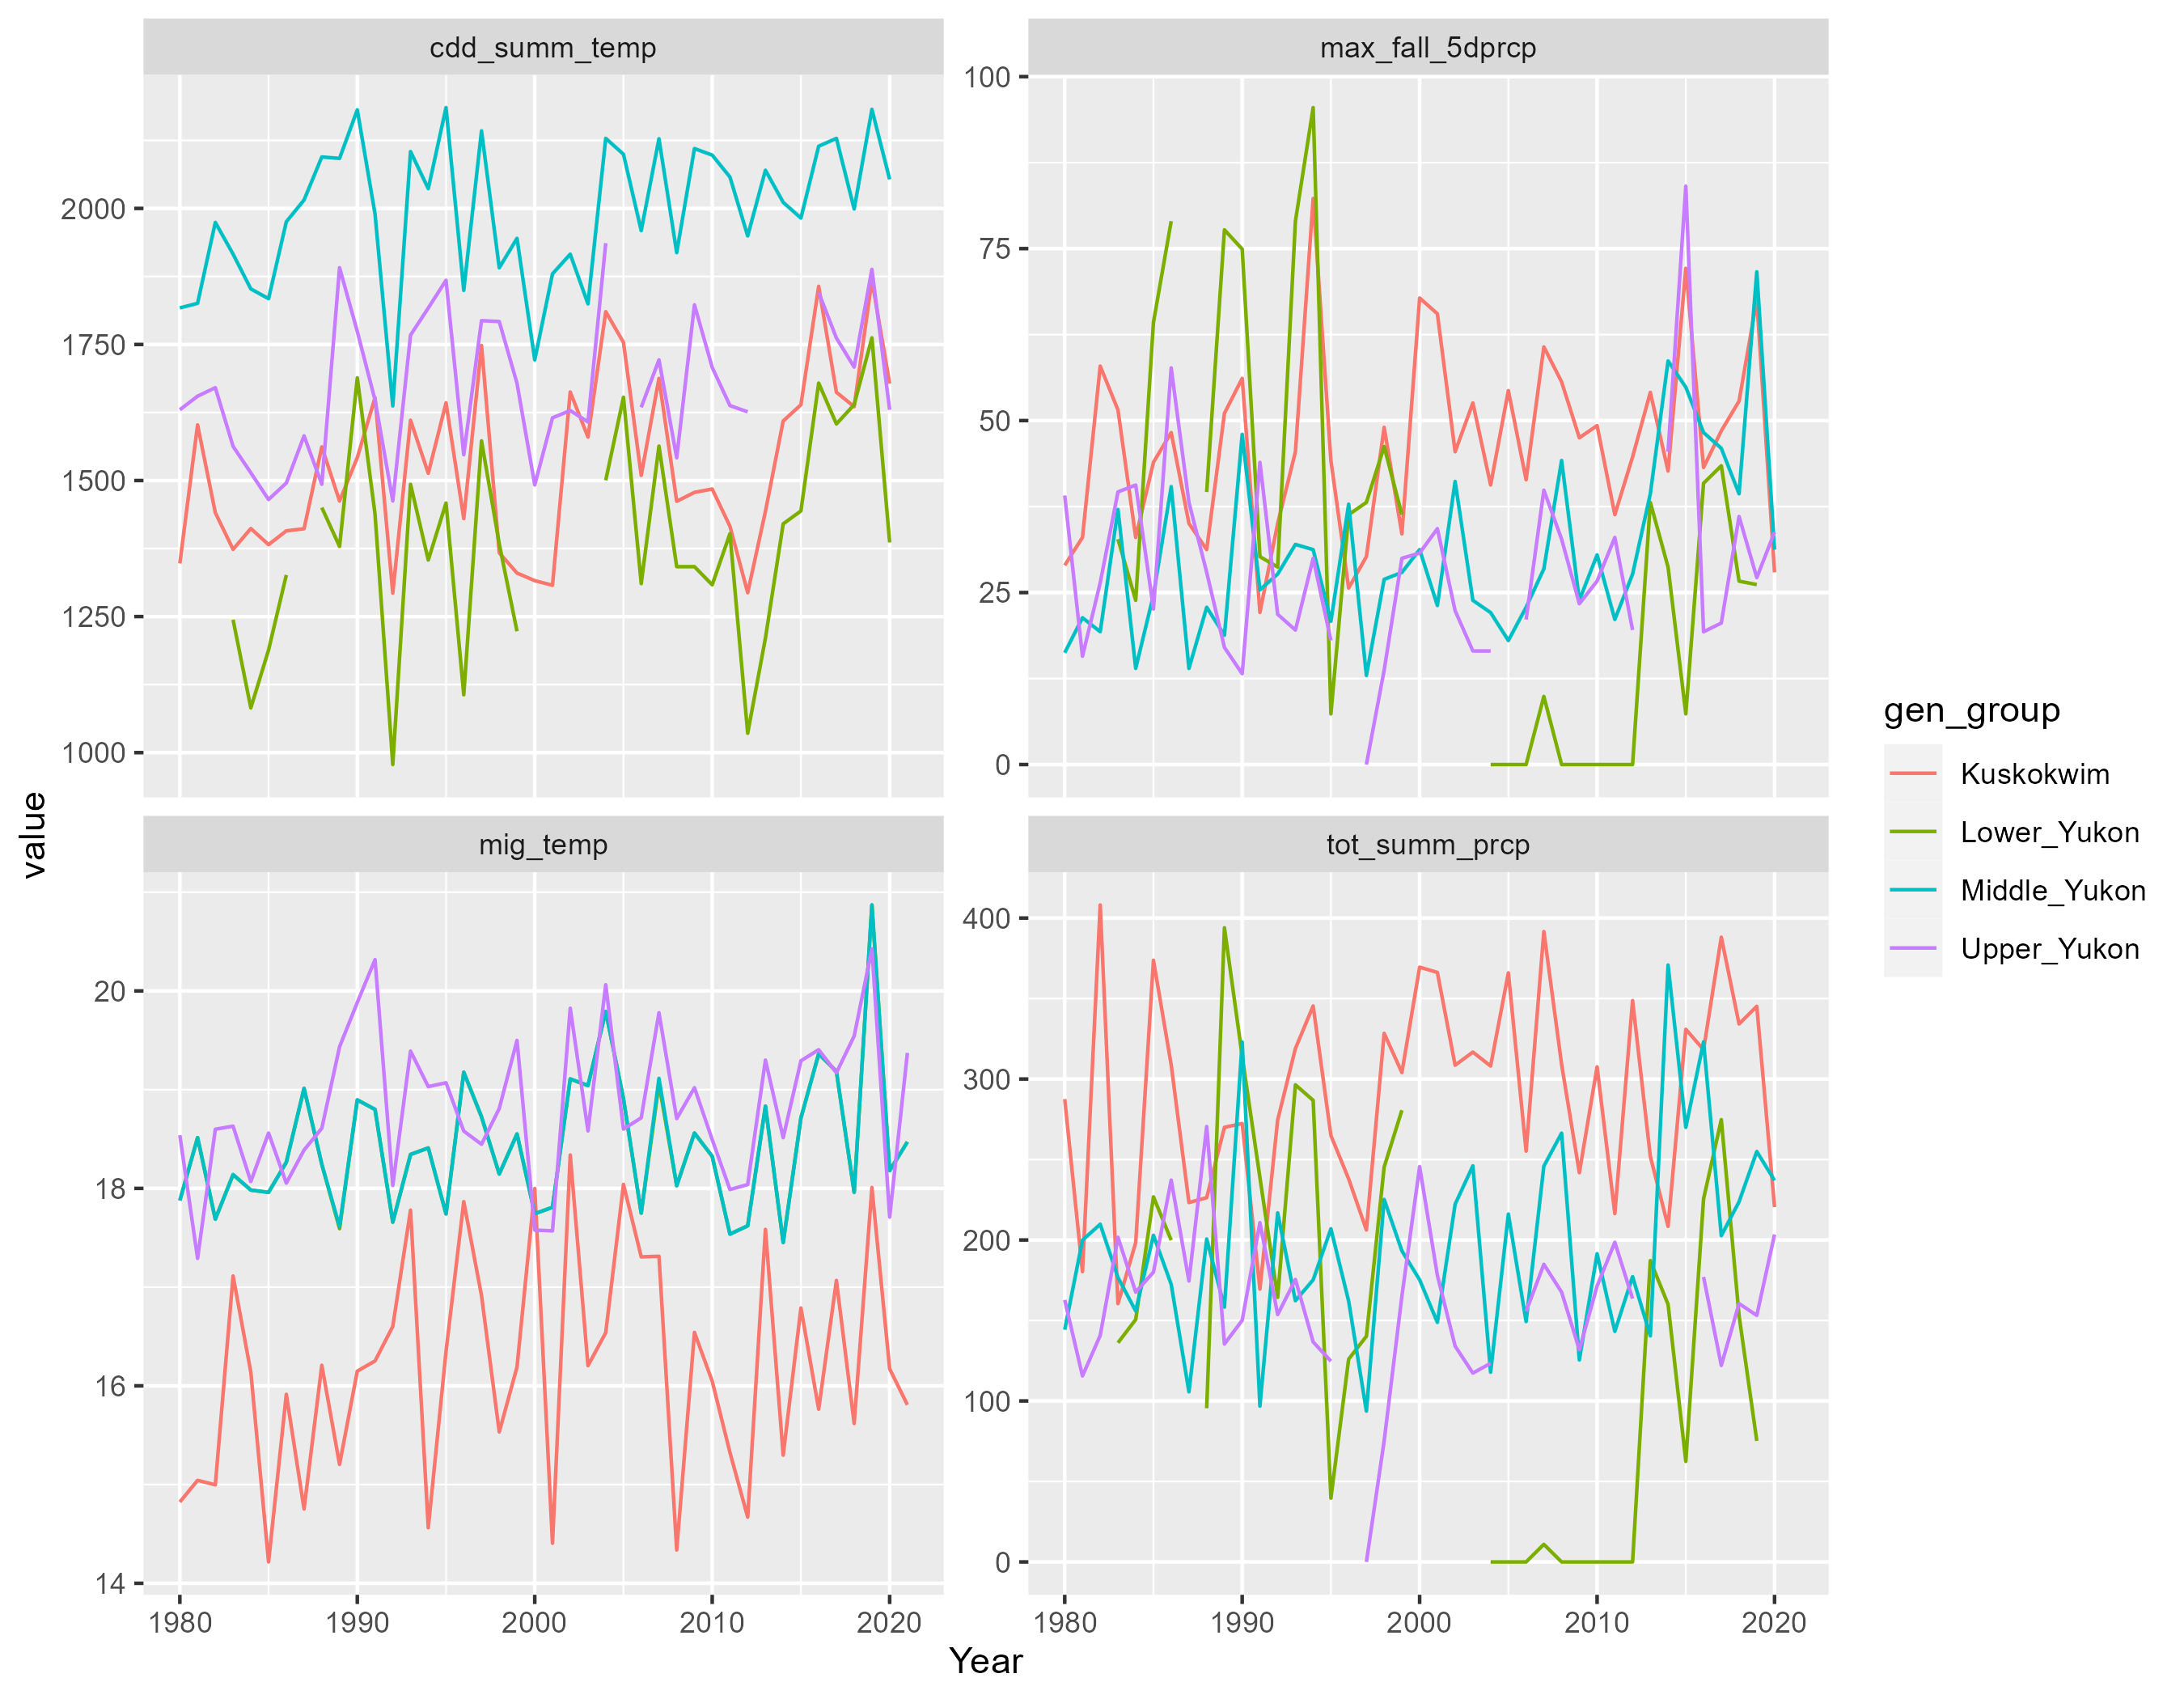 cdd_summ_temp
max_fall_5dprcp
2000
1750
1500
1250
1000
100
75
50
25
0
mig_temp
tot_summ_prcp
20
18
16
14
400
300
200
100
0
1980 1990 2000 2010 2020
1980 1990 2000 2010 2020
value
Year
gen_group
Kuskokwim
Lower_Yukon
Middle_Yukon
Upper_Yukon